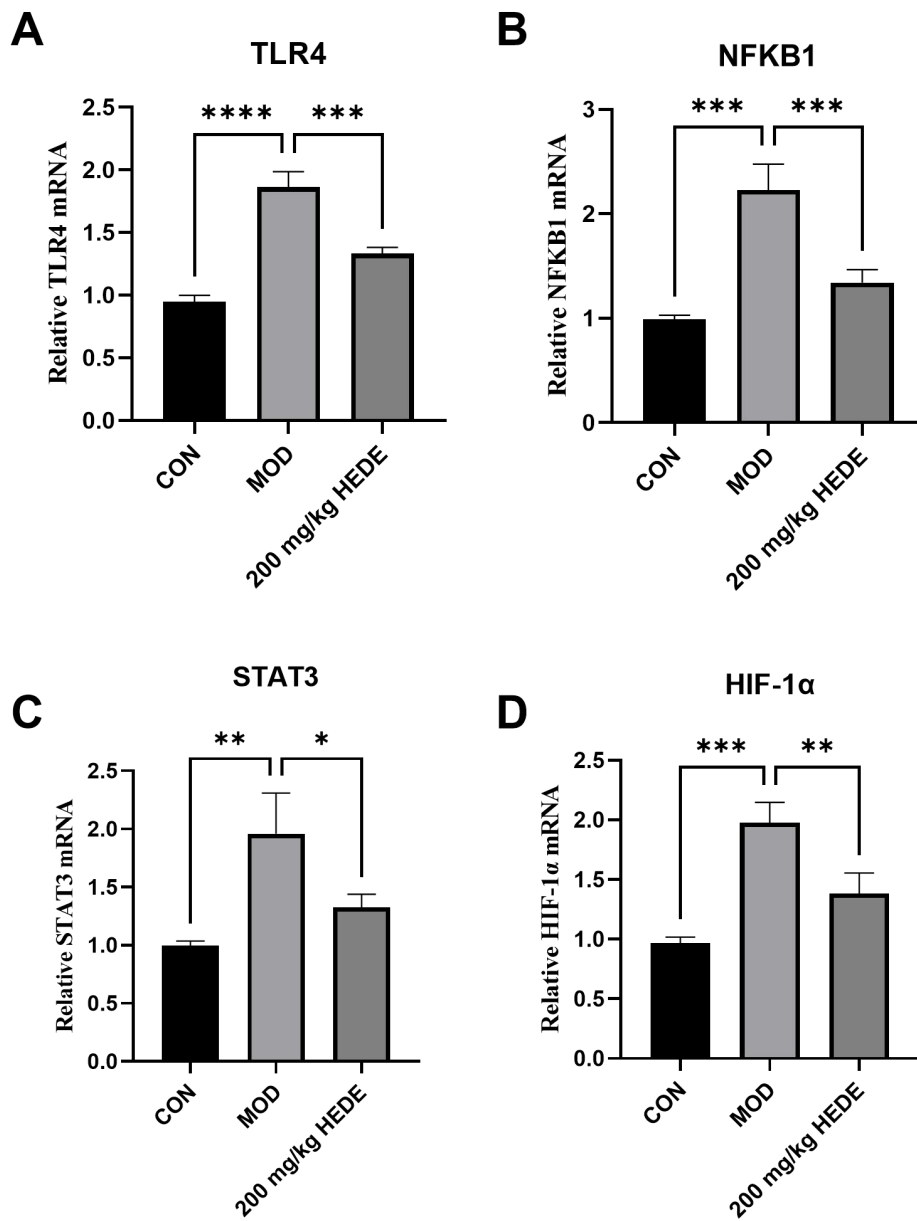 A
TLR4
Relative TLR4 mRNA
2.5
2.0
1.5
1.0
0.5
0.0
****
***
CON
MOD
200 mg/kg HEDE
B
NFKB1
Relative NFKB1 mRNA
3
2
1
0
***
***
CON
MOD
200 mg/kg HEDE
C
STAT3
Relative STAT3 mRNA
2.5
2.0
1.5
1.0
0.5
0.0
**
*
CON
MOD
200 mg/kg HEDE
D
HIF-1α
Relative HIF-1α mRNA
2.5
2.0
1.5
1.0
0.5
0.0
***
**
CON
MOD
200 mg/kg HEDE